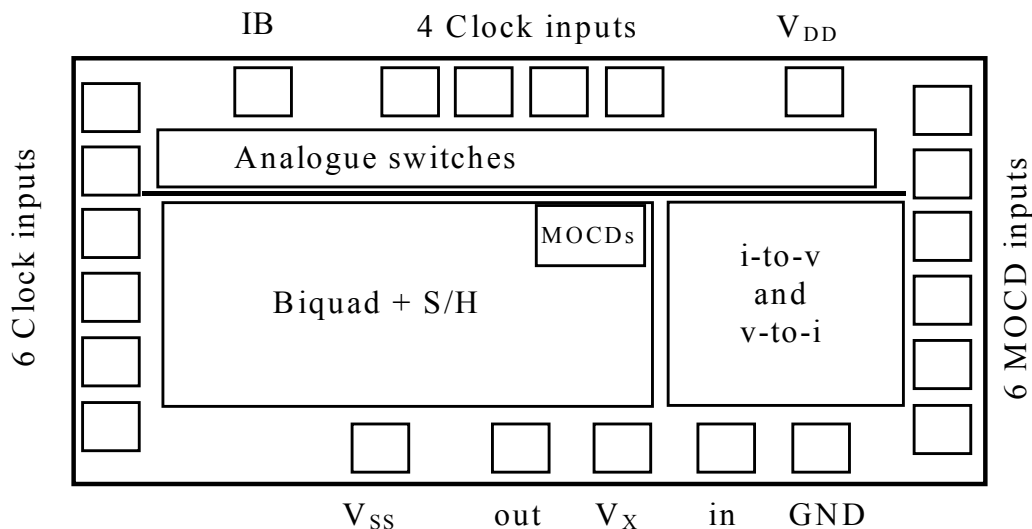 IB
4 Clock inputs
V_DD
Analogue switches
6 Clock inputs
MOCDs
Biquad + S/H
i-to-v
and
v-to-i
6 MOCD inputs
V_SS
out
V_X
in
GND